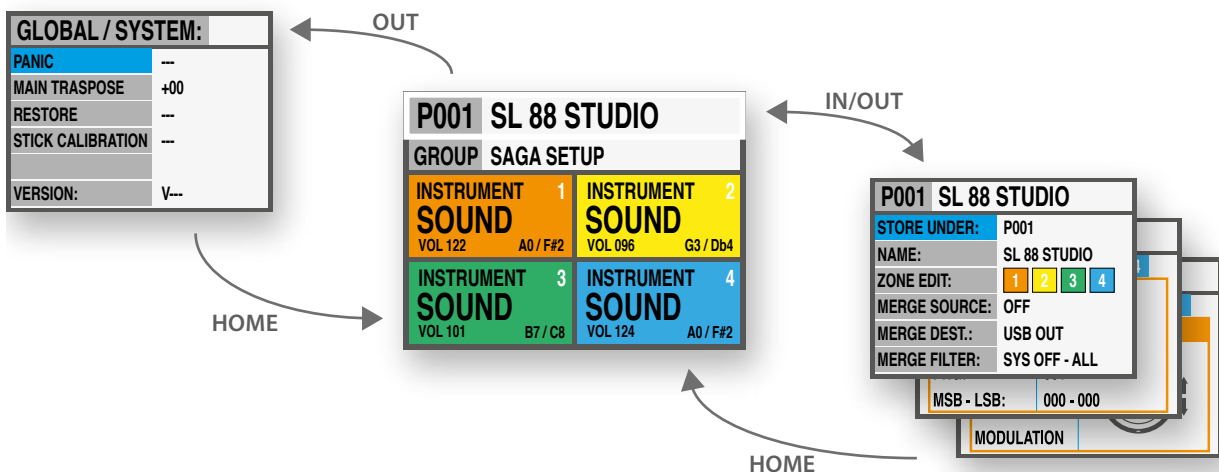 GLOBAL / SYSTEM:
PANIC ---
MAIN TRASPOSE +00
RESTORE ---
STICK CALIBRATION ---
VERSION: V---
OUT
HOME
P001 SL 88 STUDIO
GROUP SAGA SETUP
INSTRUMENT 1
SOUND
VOL 122 A0 / F#2
INSTRUMENT 2
SOUND
VOL 096 G3 / Db4
INSTRUMENT 3
SOUND
VOL 101 B7 / C8
INSTRUMENT 4
SOUND
VOL 124 A0 / F#2
IN/OUT
P001 SL 88 STUDIO
STORE UNDER: P001
NAME: SL 88 STUDIO
ZONE EDIT: 1 2 3 4
MERGE SOURCE: OFF
MERGE DEST.: USB OUT
MERGE FILTER: SYS OFF - ALL
MSB - LSB: 000 - 000
MODULATION
HOME